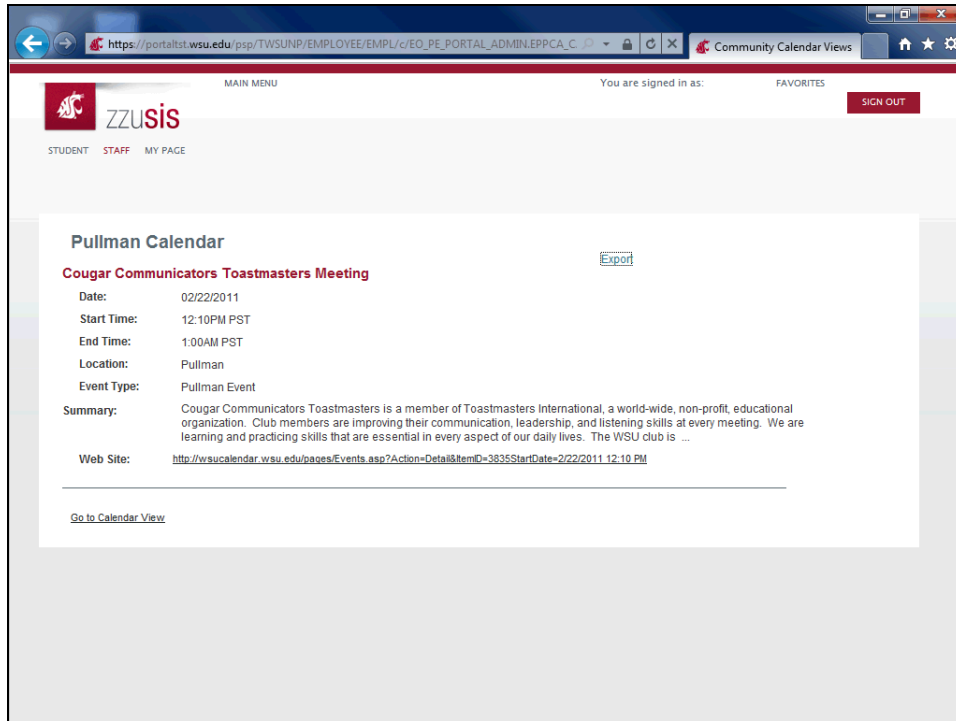 https://portaltst.wsu.edu/psp/TWSUNP/EMPLOYEE/EMPL/c/EO_PE_PORTAL_ADMIN.EPPCA_C.
Community Calendar Views
MAIN MENU
You are signed in as:
FAVORITES
SIGN OUT
zzusis
STUDENT STAFF MY PAGE
Pullman Calendar
Export
Cougar Communicators Toastmasters Meeting
Date: 02/22/2011
Start Time: 12:10PM PST
End Time: 1:00AM PST
Location: Pullman
Event Type: Pullman Event
Summary: Cougar Communicators Toastmasters is a member of Toastmasters International, a world-wide, non-profit, educational
organization. Club members are improving their communication, leadership, and listening skills at every meeting. We are
learning and practicing skills that are essential in every aspect of our daily lives. The WSU club is ...
Web Site: http://wsucalendar.wsu.edu/pages/Events.asp?Action=Detail&ItemID=3835StartDate=2/22/2011 12:10 PM
Go to Calendar View